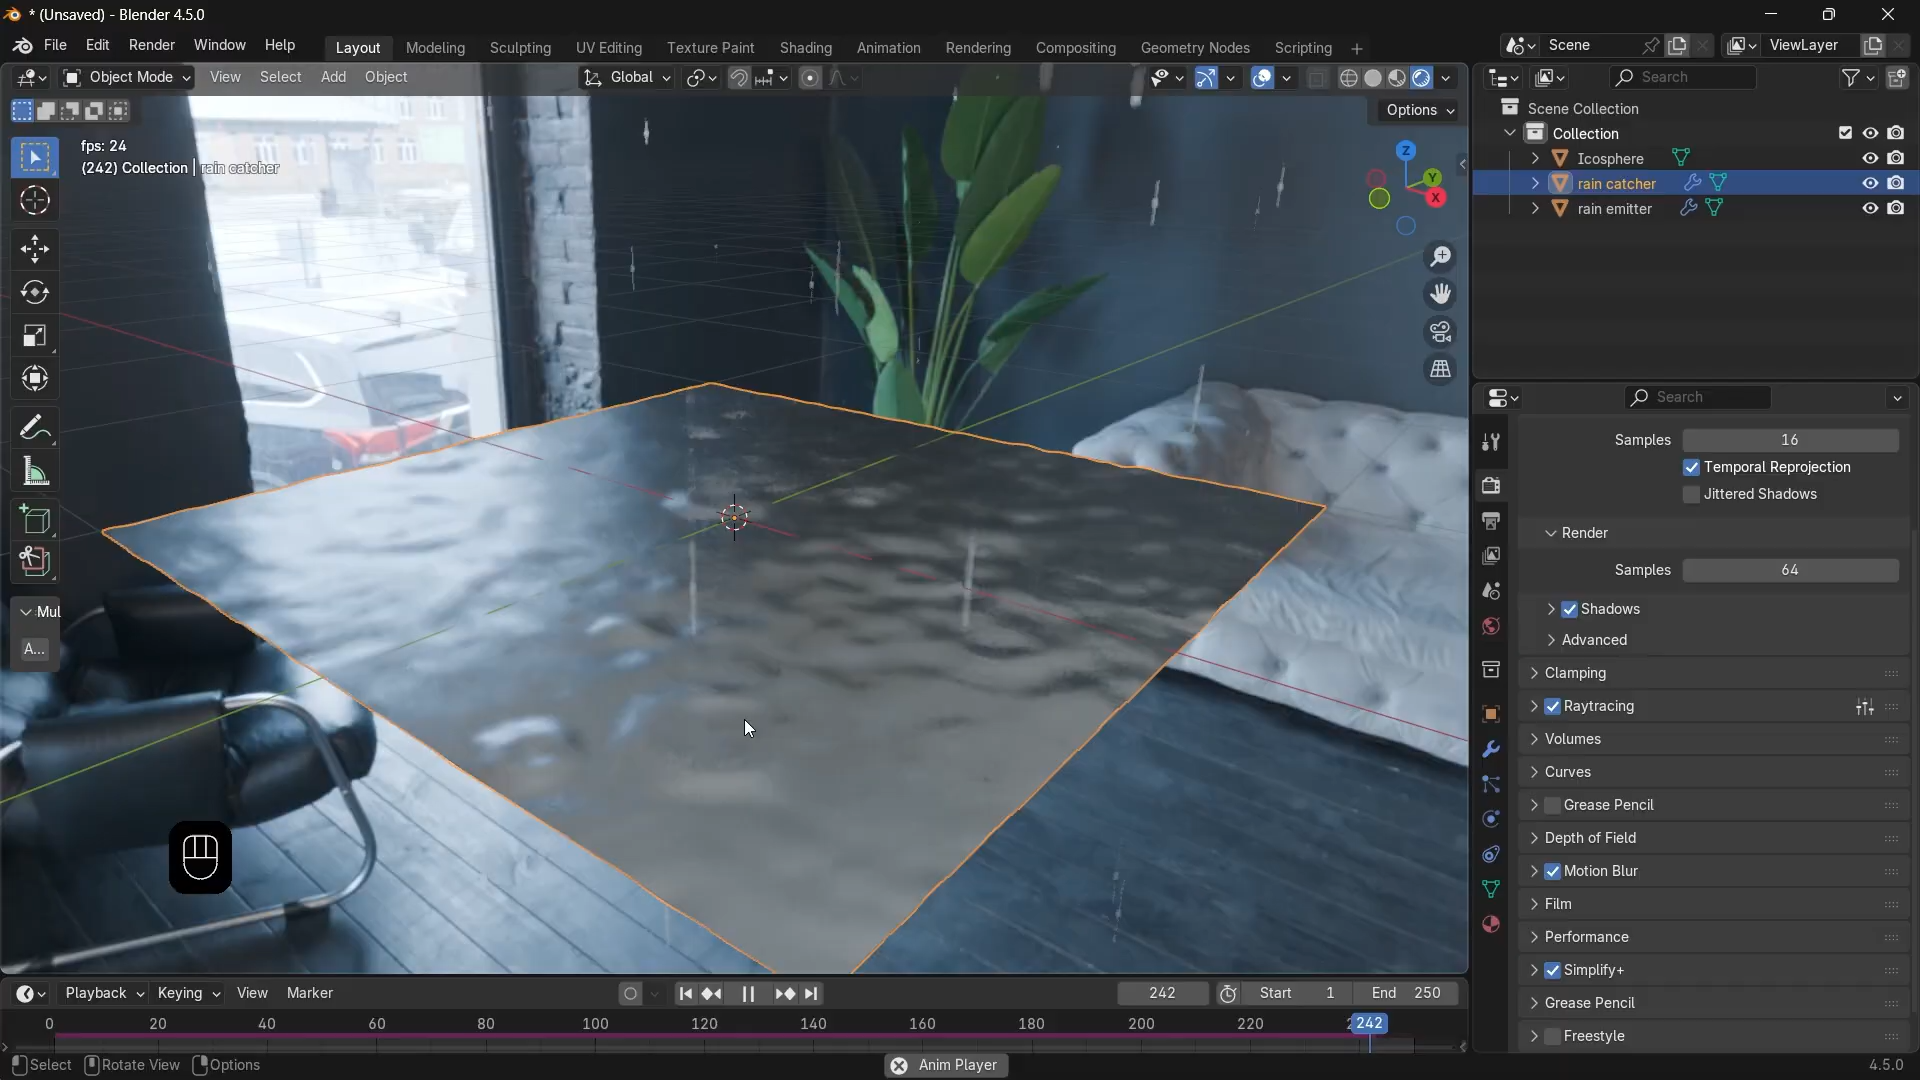 * (Unsaved) - Blender 4.5.0
File Edit Render Window Help Layout Modeling Sculpting UV Editing Texture Paint Shading Animation Rendering Compositing Geometry Nodes Scripting + Scene ViewLayer
Object Mode View Select Add Object Global
Options
fps: 24
(242) Collection | rain catcher
Z
Y
X
Mul
A...
Search
Scene Collection
Collection
Icosphere
rain catcher
rain emitter
Search
Samples 16
Temporal Reprojection
Jittered Shadows
Render
Samples 64
Shadows
Advanced
Clamping
Raytracing
Volumes
Curves
Grease Pencil
Depth of Field
Motion Blur
Film
Performance
Simplify+
Grease Pencil
Freestyle
Playback Keying View Marker 242 Start 1 End 250
0 20 40 60 80 100 120 140 160 180 200 220 242
Select Rotate View Options Anim Player 4.5.0